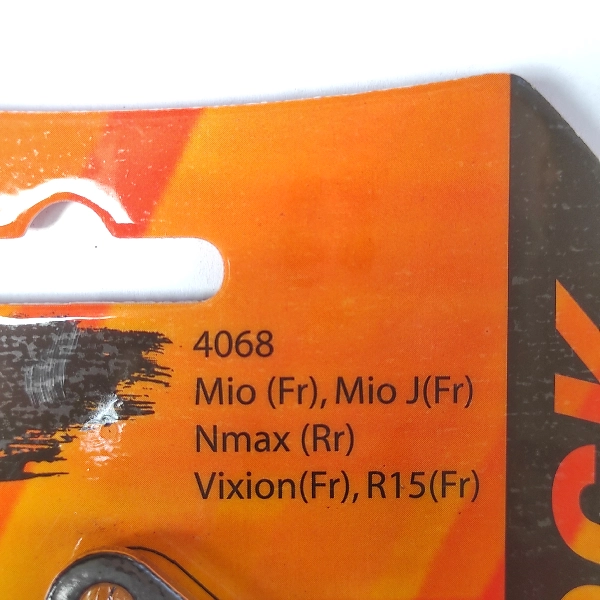 4068
Mio (Fr), Mio J(Fr)
Nmax (Rr)
Vixion(Fr), R15(Fr)